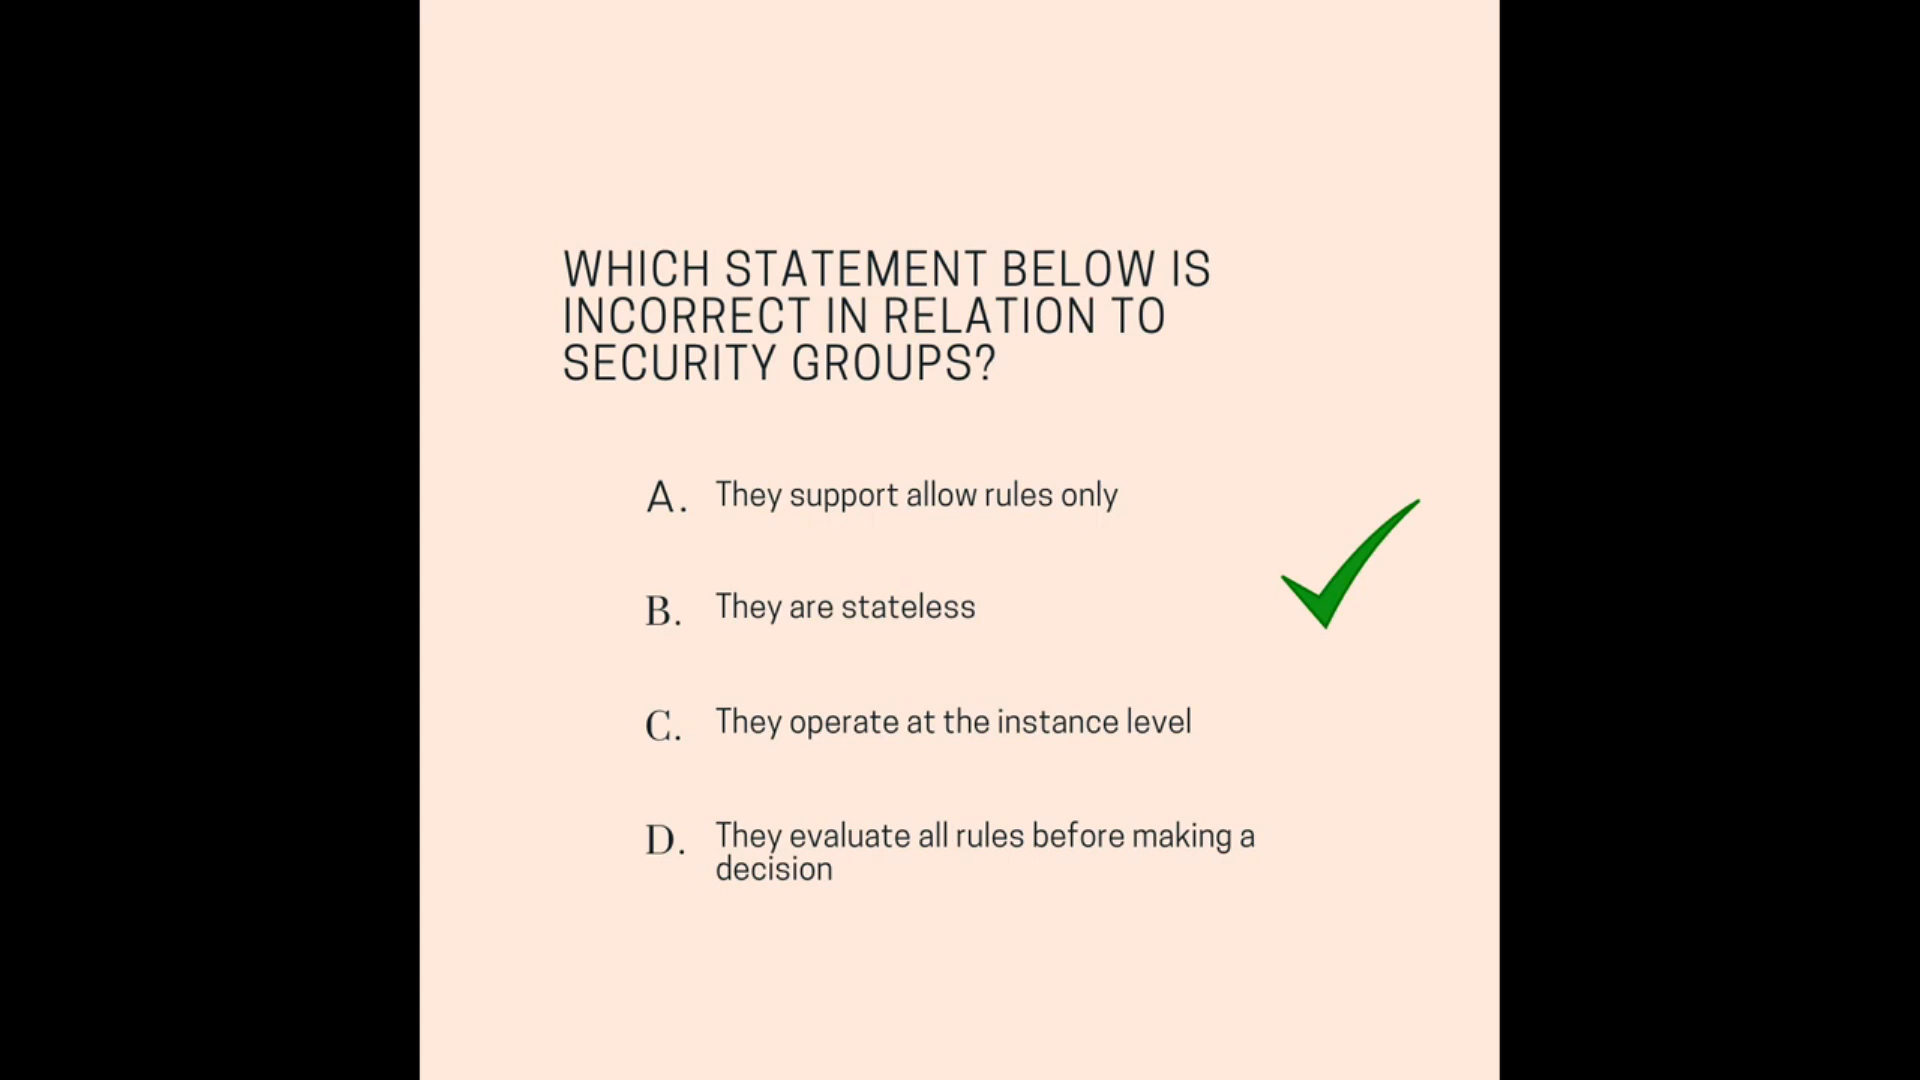 WHICH STATEMENT BELOW IS
INCORRECT IN RELATION TO
SECURITY GROUPS?
A. They support allow rules only
B. They are stateless
C. They operate at the instance level
D. They evaluate all rules before making a
decision